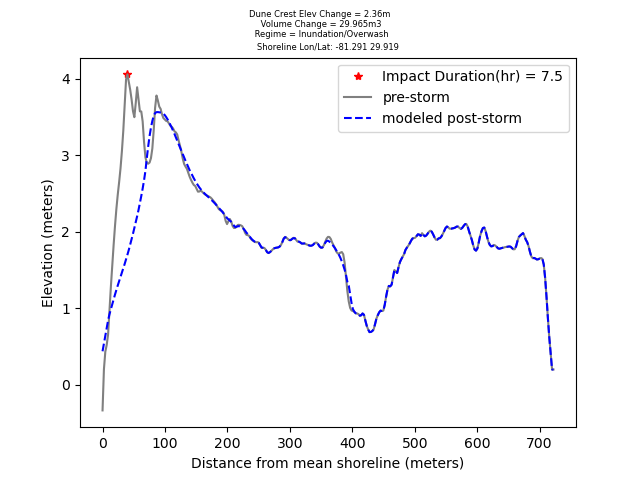 Dune Crest Elev Change = 2.36m
Volume Change = 29.965m3
Regime = Inundation/Overwash
Shoreline Lon/Lat: -81.291 29.919
Impact Duration(hr) = 7.5
pre-storm
modeled post-storm
Elevation (meters)
4
3
2
1
0
0 100 200 300 400 500 600 700
Distance from mean shoreline (meters)